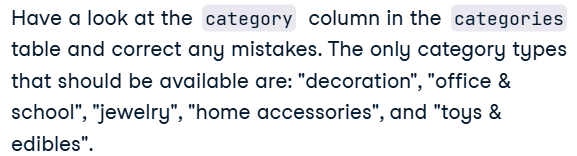 Have a look at the category column in the categories
table and correct any mistakes. The only category types
that should be available are: "decoration", "office &
school", "jewelry", "home accessories", and "toys &
edibles".